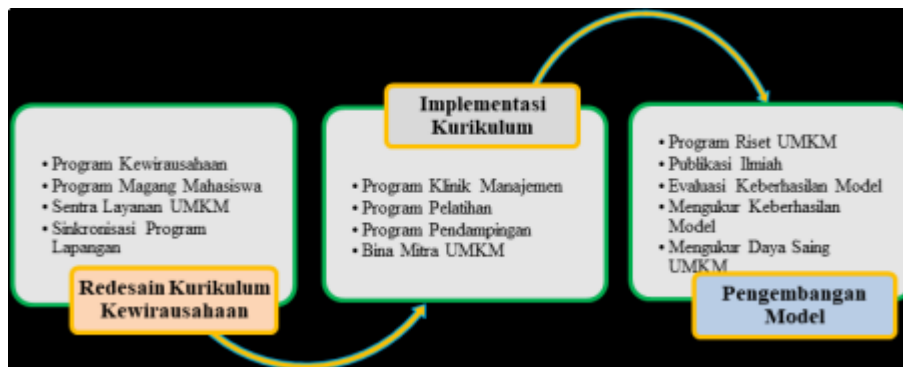 • Program Kewirausahaan
• Program Magang Mahasiswa
• Sentra Layanan UMKM
• Sinkronisasi Program
Lapangan
Redesain Kurikulum
Kewirausahaan
Implementasi
Kurikulum
• Program Klinik Manajemen
• Program Pelatihan
• Program Pendampingan
• Bina Mitra UMKM
• Program Riset UMKM
• Publikasi Ilmiah
• Evaluasi Keberhasilan Model
• Mengukur Keberhasilan
Model
• Mengukur Daya Saing
UMKM
Pengembangan
Model